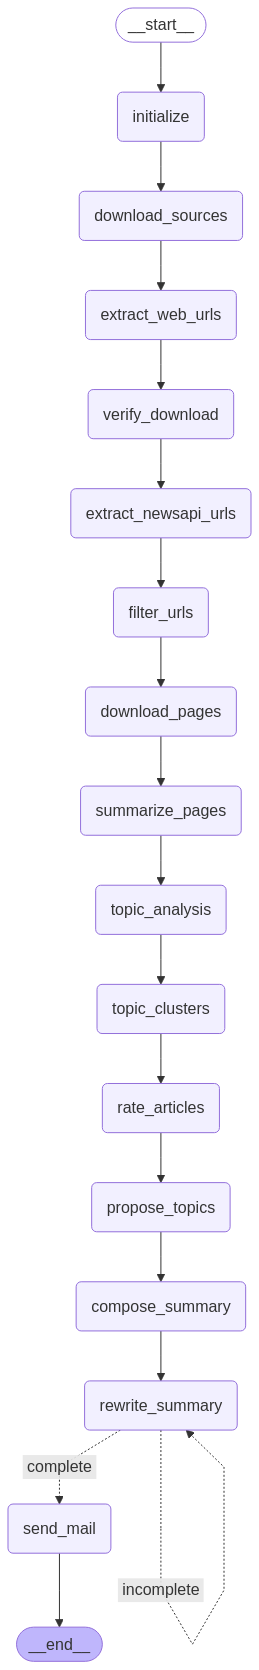 __start__
initialize
download_sources
extract_web_urls
verify_download
extract_newsapi_urls
filter_urls
download_pages
summarize_pages
topic_analysis
topic_clusters
rate_articles
propose_topics
compose_summary
rewrite_summary
complete
send_mail
incomplete
__end__